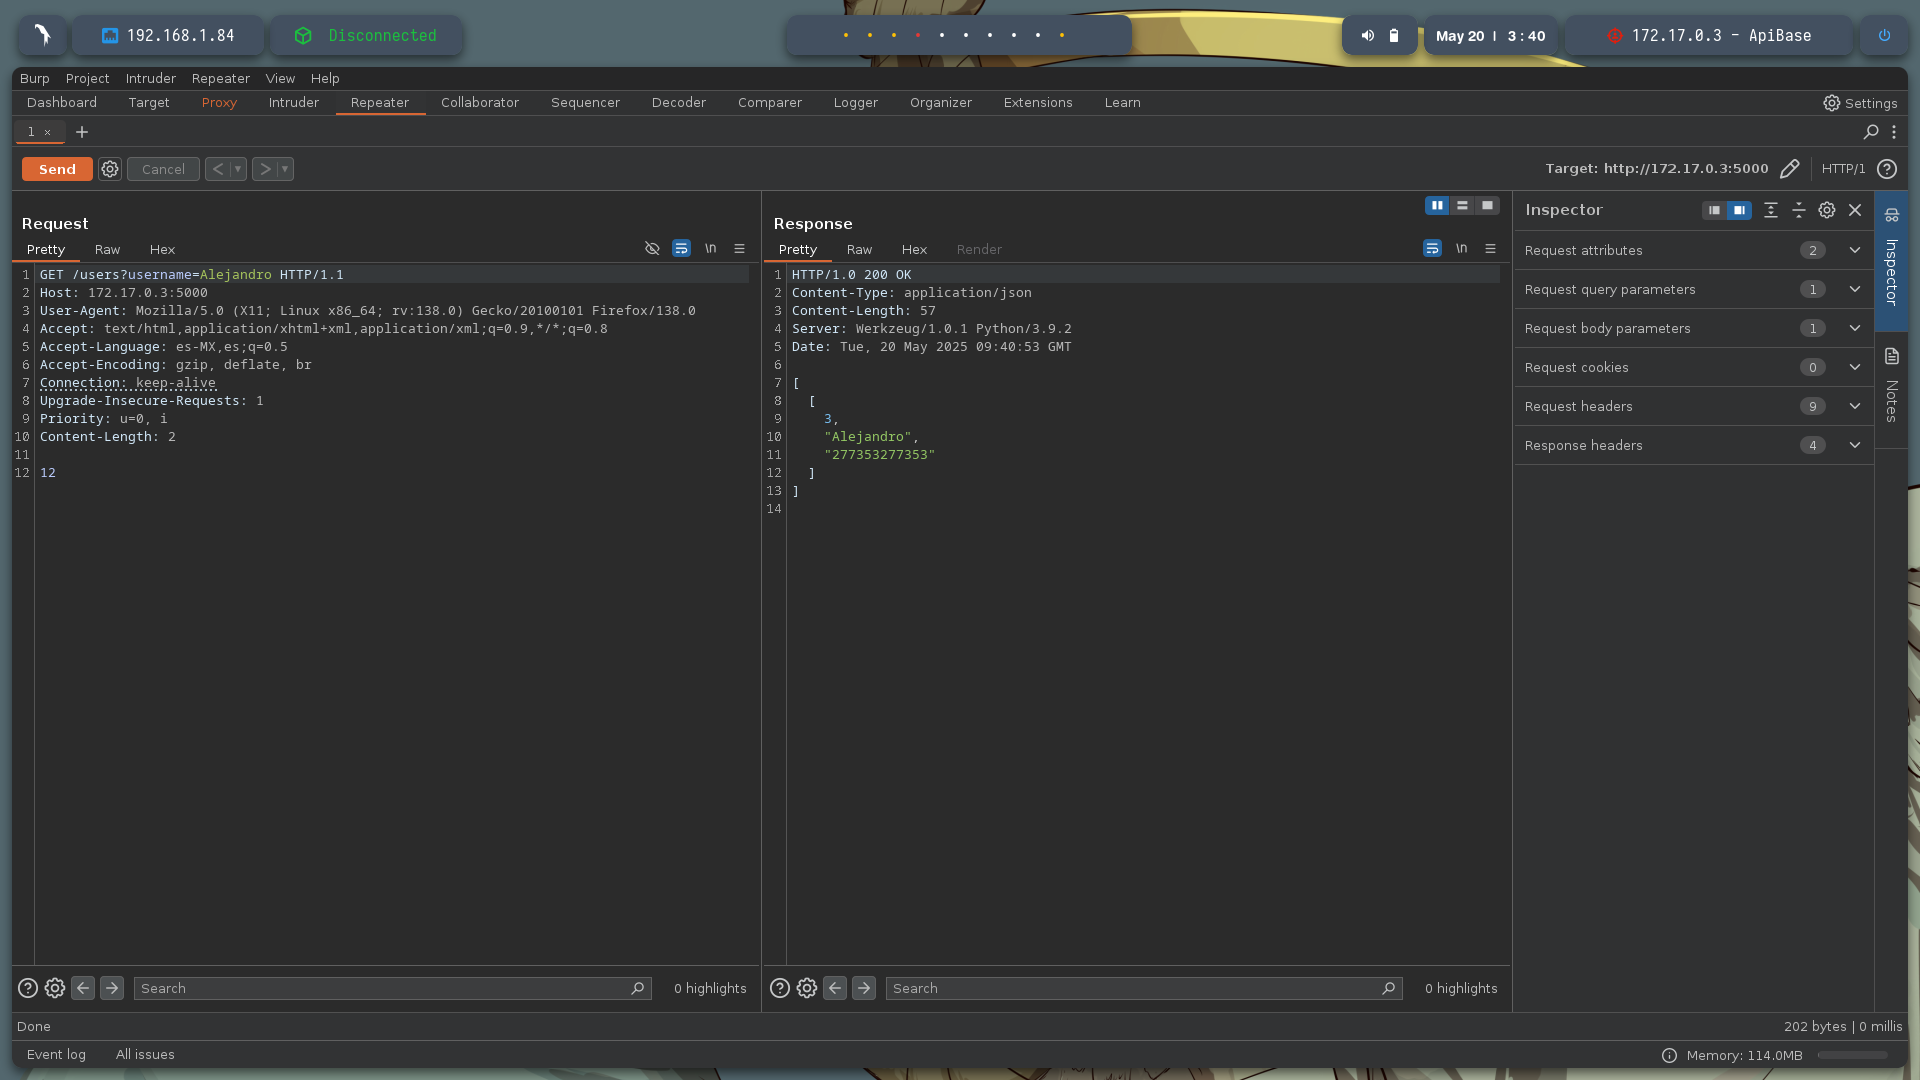 192.168.1.84 Disconnected May 20 | 3:40 172.17.0.3 - ApiBase
Burp Project Intruder Repeater View Help
Dashboard Target Proxy Intruder Repeater Collaborator Sequencer Decoder Comparer Logger Organizer Extensions Learn Settings
1 × +
Send Cancel < > Target: http://172.17.0.3:5000 HTTP/1 ?
Request
Pretty Raw Hex \n
1 GET /users?username=Alejandro HTTP/1.1
2 Host: 172.17.0.3:5000
3 User-Agent: Mozilla/5.0 (X11; Linux x86_64; rv:138.0) Gecko/20100101 Firefox/138.0
4 Accept: text/html,application/xhtml+xml,application/xml;q=0.9,*/*;q=0.8
5 Accept-Language: es-MX,es;q=0.5
6 Accept-Encoding: gzip, deflate, br
7 Connection: keep-alive
8 Upgrade-Insecure-Requests: 1
9 Priority: u=0, i
10 Content-Length: 2
11
12 12
? Search 0 highlights
Response
Pretty Raw Hex Render \n
1 HTTP/1.0 200 OK
2 Content-Type: application/json
3 Content-Length: 57
4 Server: Werkzeug/1.0.1 Python/3.9.2
5 Date: Tue, 20 May 2025 09:40:53 GMT
6
7 [
8 [
9 3,
10 "Alejandro",
11 "277353277353"
12 ]
13 ]
14
? Search 0 highlights
Inspector
Request attributes 2
Request query parameters 1
Request body parameters 1
Request cookies 0
Request headers 9
Response headers 4
Inspector
Notes
Done 202 bytes | 0 millis
Event log All issues Memory: 114.0MB